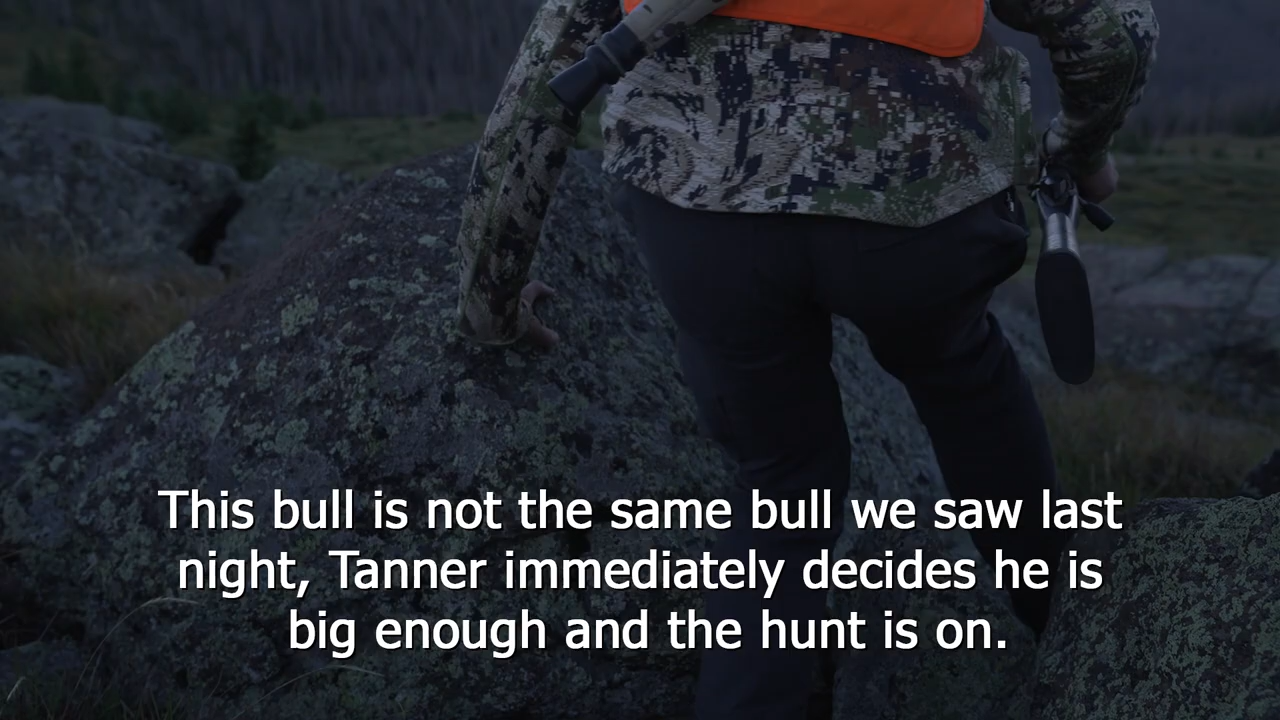 This bull is not the same bull we saw last
night, Tanner immediately decides he is
big enough and the hunt is on.